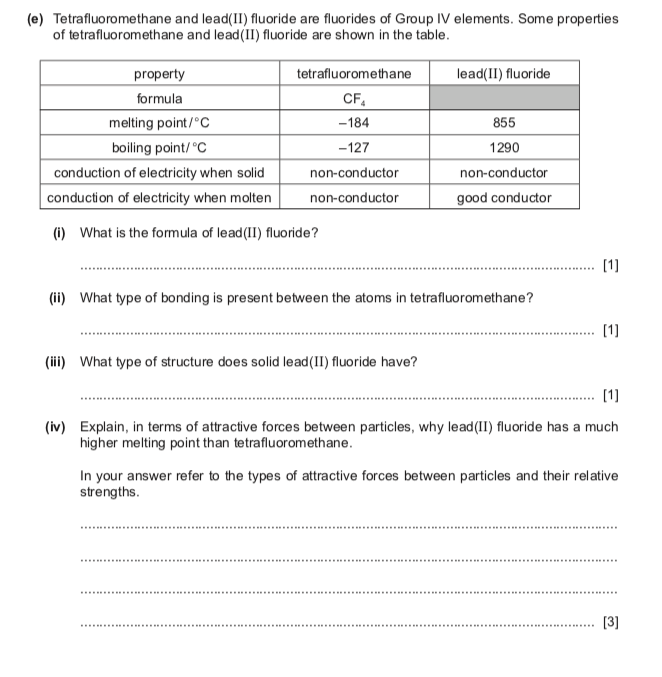 (e) Tetrafluoromethane and lead(II) fluoride are fluorides of Group IV elements. Some properties
of tetrafluoromethane and lead(II) fluoride are shown in the table.
property tetrafluoromethane lead(II) fluoride
formula CF₄
melting point/°C –184 855
boiling point/°C –127 1290
conduction of electricity when solid non-conductor non-conductor
conduction of electricity when molten non-conductor good conductor
(i) What is the formula of lead(II) fluoride?
[1]
(ii) What type of bonding is present between the atoms in tetrafluoromethane?
[1]
(iii) What type of structure does solid lead(II) fluoride have?
[1]
(iv) Explain, in terms of attractive forces between particles, why lead(II) fluoride has a much
higher melting point than tetrafluoromethane.
In your answer refer to the types of attractive forces between particles and their relative
strengths.
[3]